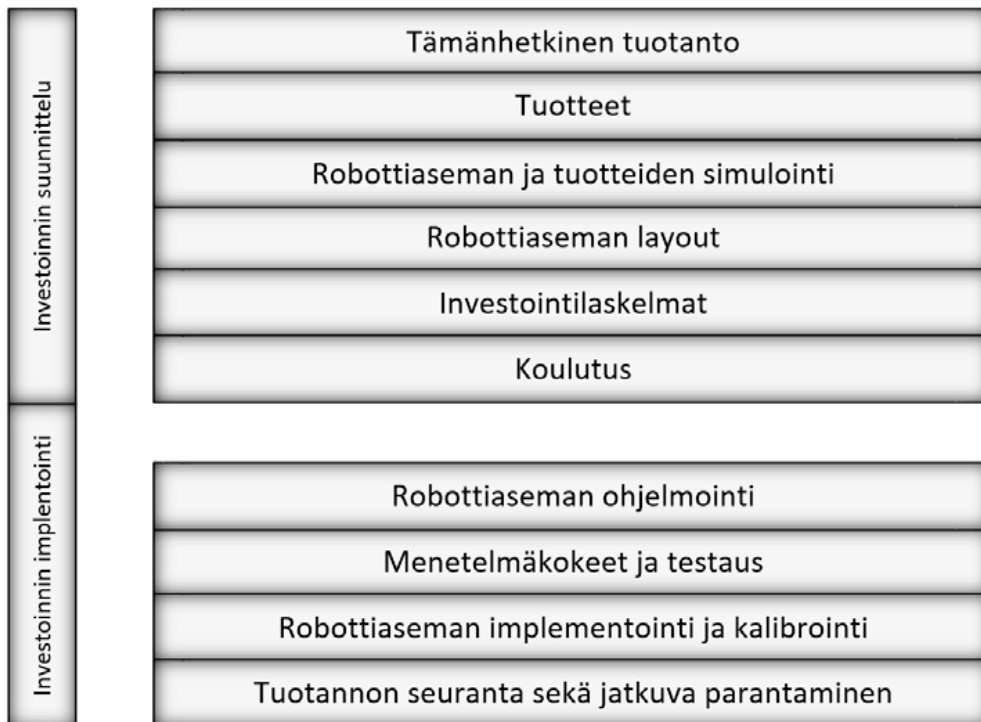 Investoinnin suunnittelu
Tämänhetkinen tuotanto
Tuotteet
Robottiaseman ja tuotteiden simulointi
Robottiaseman layout
Investointilaskelmat
Koulutus
Investoinnin implentointi
Robottiaseman ohjelmointi
Menetelmäkokeet ja testaus
Robottiaseman implementointi ja kalibrointi
Tuotannon seuranta sekä jatkuva parantaminen